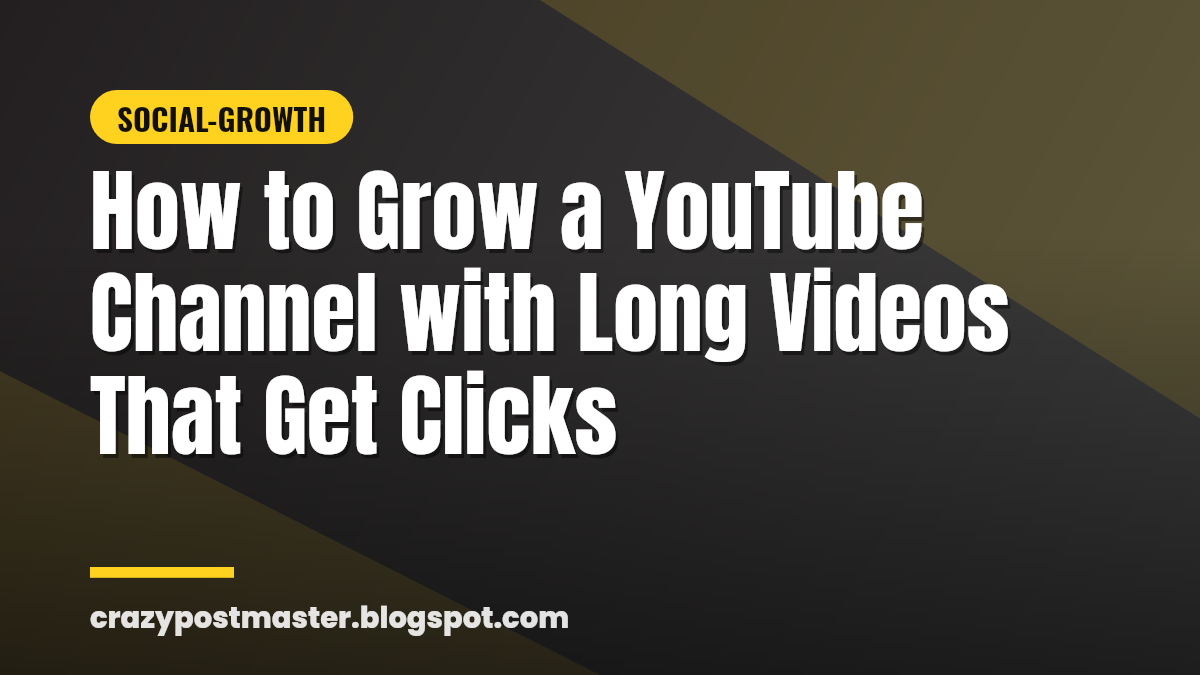 SOCIAL-GROWTH
How to Grow a YouTube
Channel with Long Videos
That Get Clicks
crazypostmaster.blogspot.com